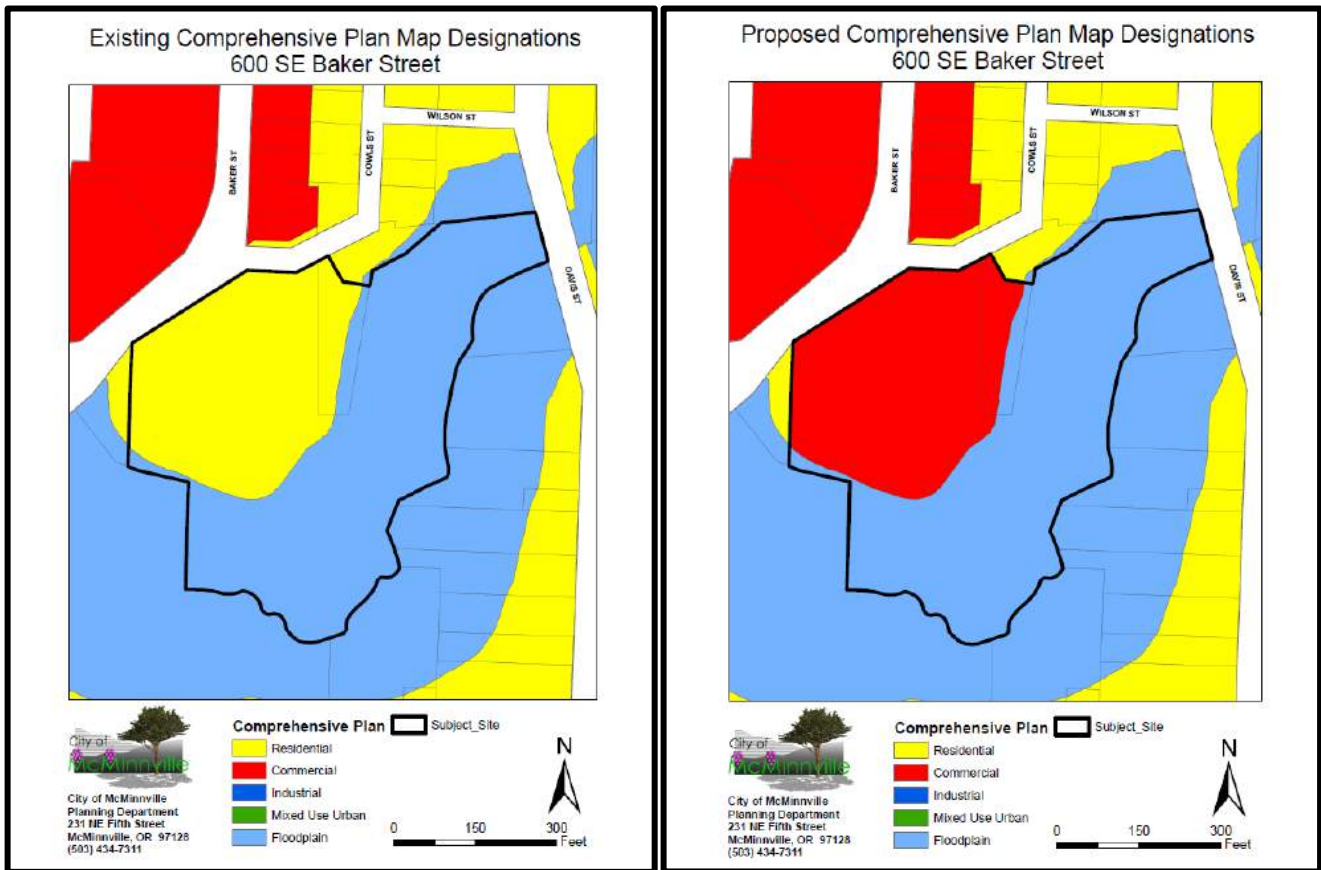 Existing Comprehensive Plan Map Designations
600 SE Baker Street
WILSON ST
COWLS ST
BAKER ST
DAVIS ST
City of
McMinnville
City of McMinnville
Planning Department
231 NE Fifth Street
McMinnville, OR 97128
(503) 434-7311
Comprehensive Plan
Subject_Site
Residential
Commercial
Industrial
Mixed Use Urban
Floodplain
N
0 150 300
Feet
Proposed Comprehensive Plan Map Designations
600 SE Baker Street
WILSON ST
COWLS ST
BAKER ST
DAVIS ST
City of
McMinnville
City of McMinnville
Planning Department
231 NE Fifth Street
McMinnville, OR 97128
(503) 434-7311
Comprehensive Plan
Subject_Site
Residential
Commercial
Industrial
Mixed Use Urban
Floodplain
N
0 150 300
Feet